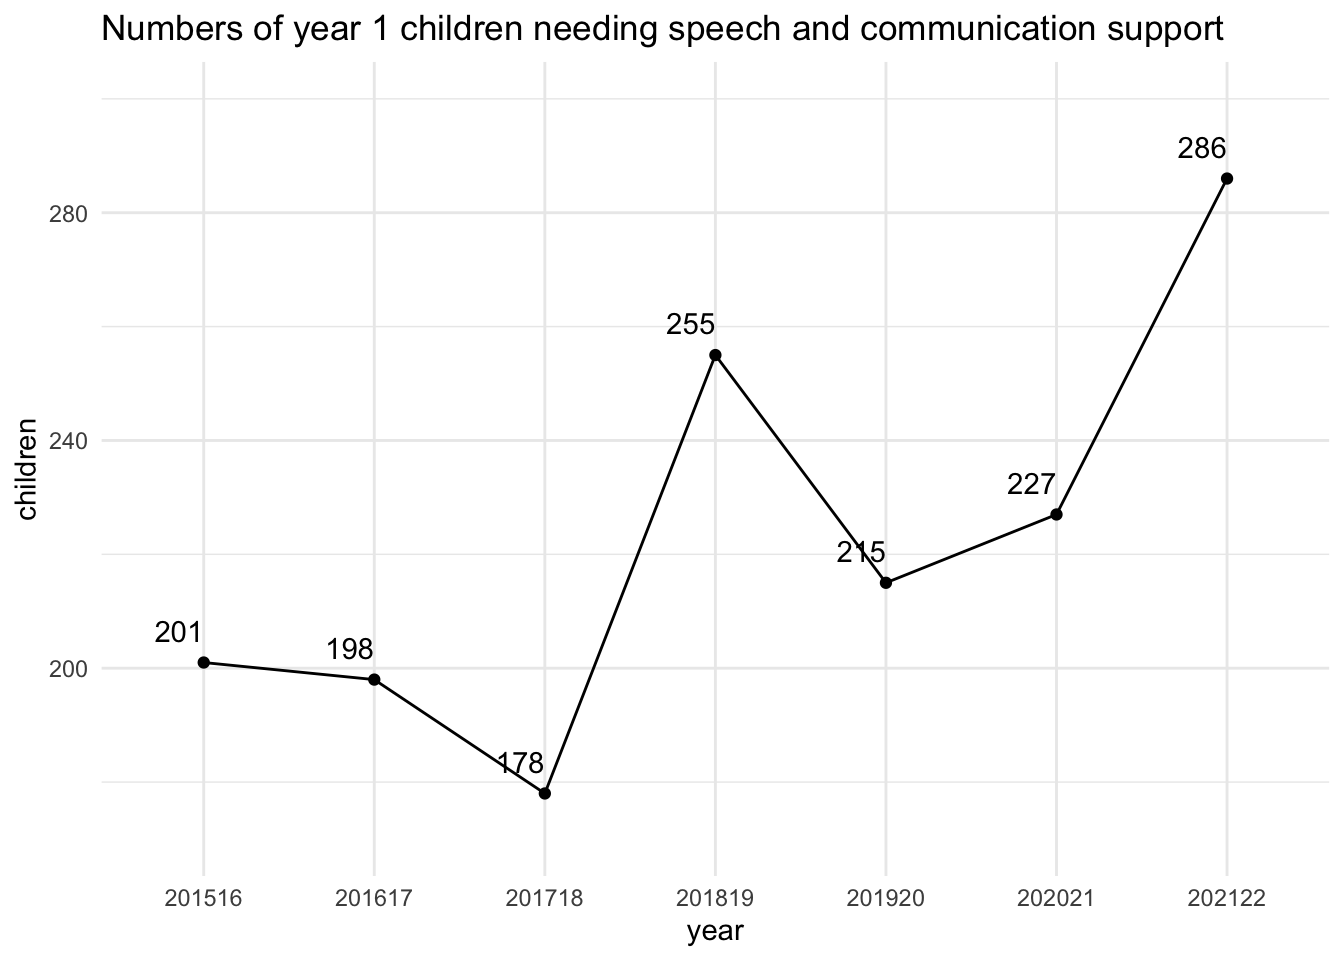 Numbers of year 1 children needing speech and communication support
286
280
255
240
227
215
201
198
200
178
children
201516 201617 201718 201819 201920 202021 202122
year